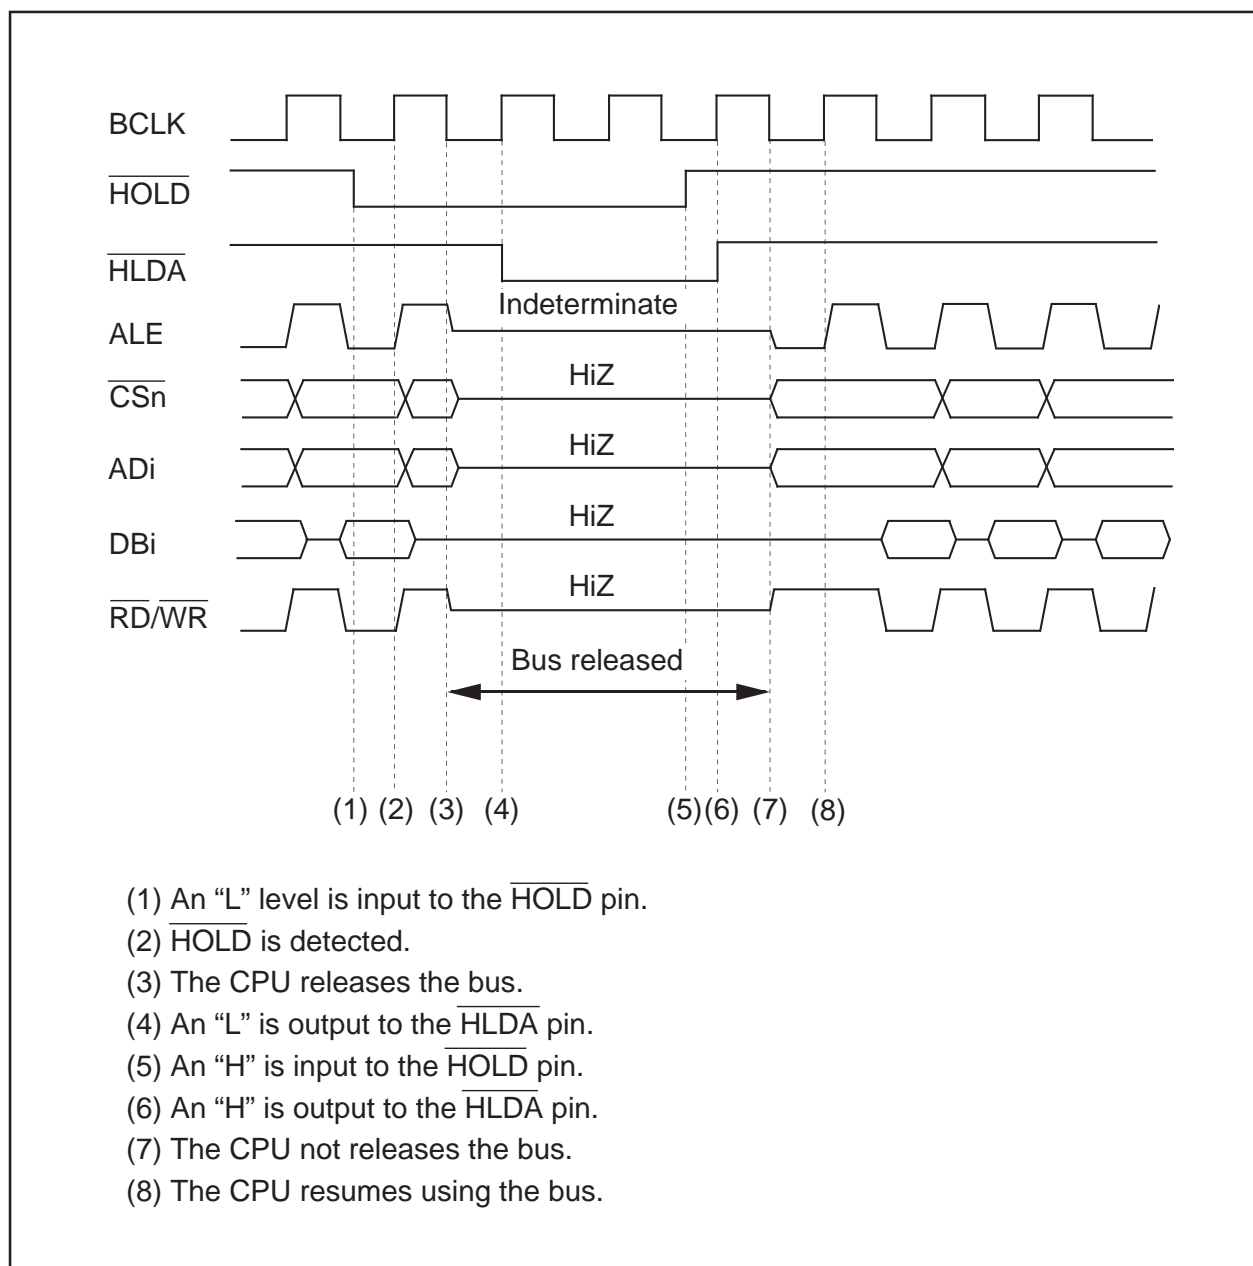 BCLK
HOLD
HLDA
Indeterminate
ALE
HiZ
CSn
HiZ
ADi
HiZ
DBi
HiZ
RD/WR
Bus released
(1) (2) (3) (4) (5) (6) (7) (8)
(1) An “L” level is input to the HOLD pin.
(2) HOLD is detected.
(3) The CPU releases the bus.
(4) An “L” is output to the HLDA pin.
(5) An “H” is input to the HOLD pin.
(6) An “H” is output to the HLDA pin.
(7) The CPU not releases the bus.
(8) The CPU resumes using the bus.